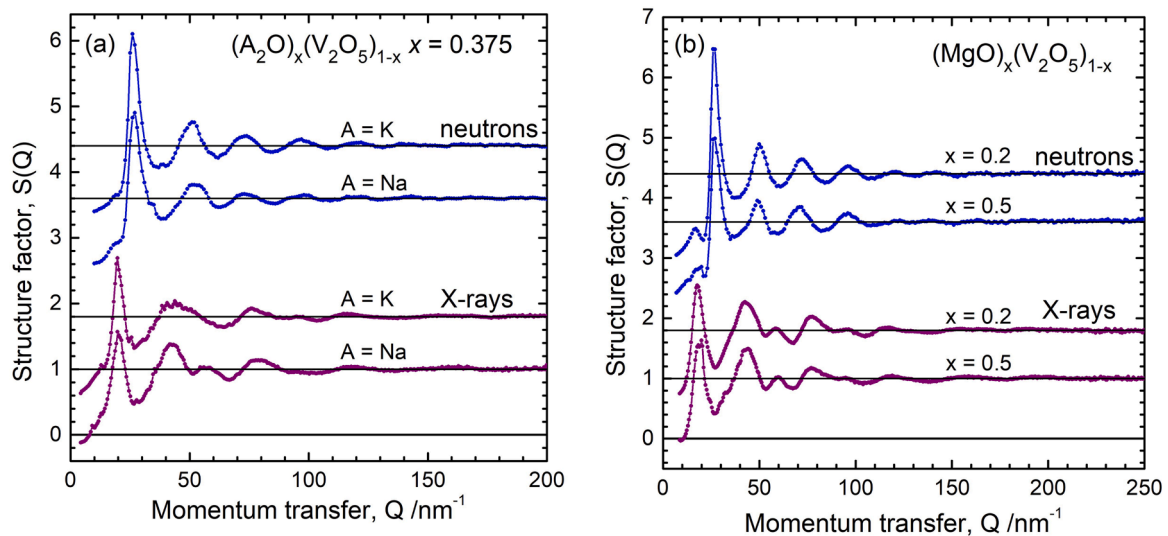 (a)
(A₂O)ₓ(V₂O₅)₁₋ₓ x = 0.375
Structure factor, S(Q)
6
5
4
3
2
1
0
A = K
neutrons
A = Na
A = K
X-rays
A = Na
0 50 100 150 200
Momentum transfer, Q /nm⁻¹
(b)
(MgO)ₓ(V₂O₅)₁₋ₓ
Structure factor, S(Q)
7
6
5
4
3
2
1
0
x = 0.2
neutrons
x = 0.5
x = 0.2
X-rays
x = 0.5
0 50 100 150 200 250
Momentum transfer, Q /nm⁻¹